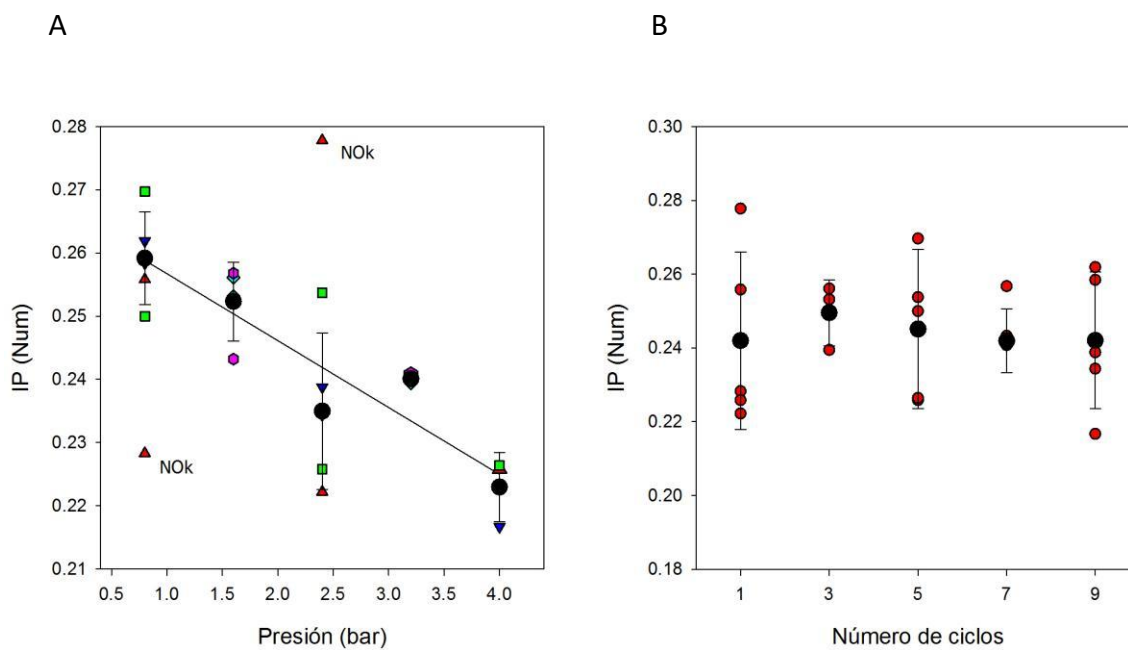 A
B
0.28
0.27
0.26
0.25
0.24
0.23
0.22
0.21
IP (Num)
NOk
NOk
0.5 1.0 1.5 2.0 2.5 3.0 3.5 4.0
Presión (bar)
0.30
0.28
0.26
0.24
0.22
0.20
0.18
IP (Num)
1 3 5 7 9
Número de ciclos